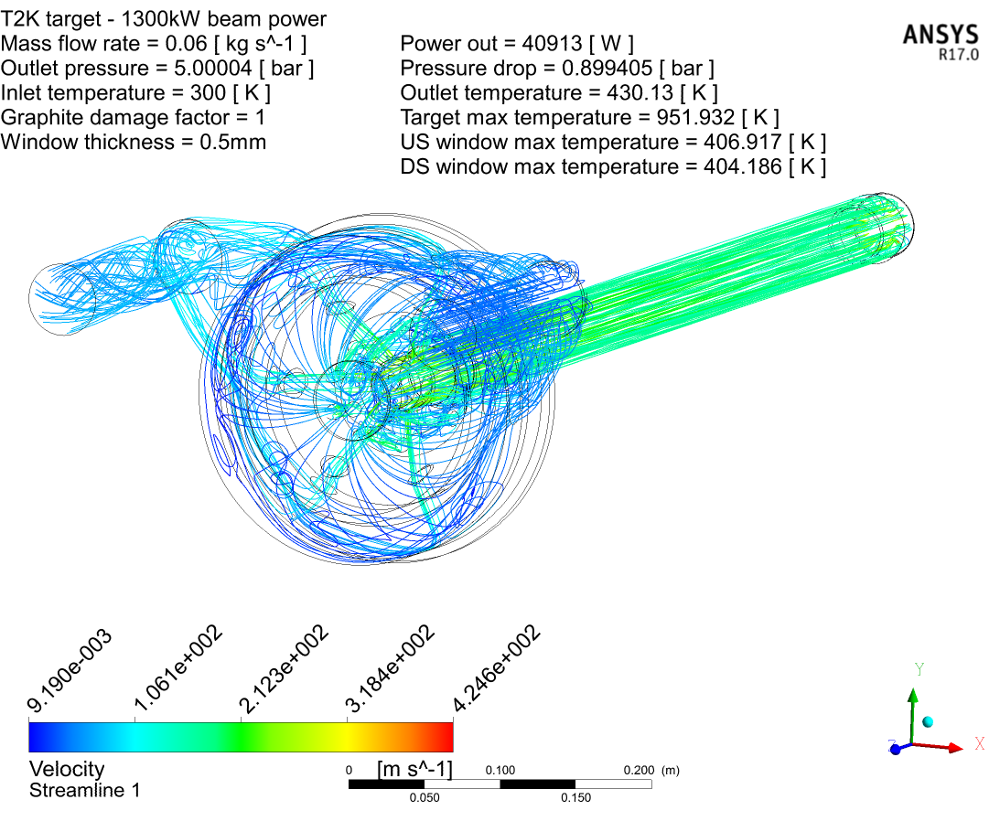 T2K target - 1300kW beam power
Mass flow rate = 0.06 [ kg s^-1 ]
Outlet pressure = 5.00004 [ bar ]
Inlet temperature = 300 [ K ]
Graphite damage factor = 1
Window thickness = 0.5mm
Power out = 40913 [ W ]
Pressure drop = 0.899405 [ bar ]
Outlet temperature = 430.13 [ K ]
Target max temperature = 951.932 [ K ]
US window max temperature = 406.917 [ K ]
DS window max temperature = 404.186 [ K ]
ANSYS
R17.0
9.190e-003
1.061e+002
2.123e+002
3.184e+002
4.246e+002
Velocity
[m s^-1]
Streamline 1
0 0.100 0.200 (m)
0.050 0.150
Y
Z X